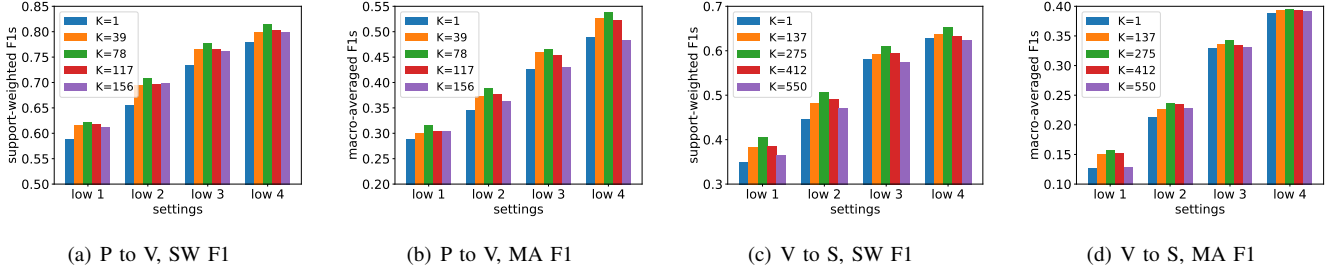 support-weighted F1s
0.85
0.80
0.75
0.70
0.65
0.60
0.55
0.50
K=1
K=39
K=78
K=117
K=156
low 1 low 2 low 3 low 4
settings
(a) P to V, SW F1
macro-averaged F1s
0.55
0.50
0.45
0.40
0.35
0.30
0.25
0.20
K=1
K=39
K=78
K=117
K=156
low 1 low 2 low 3 low 4
settings
(b) P to V, MA F1
support-weighted F1s
0.7
0.6
0.5
0.4
0.3
K=1
K=137
K=275
K=412
K=550
low 1 low 2 low 3 low 4
settings
(c) V to S, SW F1
macro-averaged F1s
0.40
0.35
0.30
0.25
0.20
0.15
0.10
K=1
K=137
K=275
K=412
K=550
low 1 low 2 low 3 low 4
settings
(d) V to S, MA F1